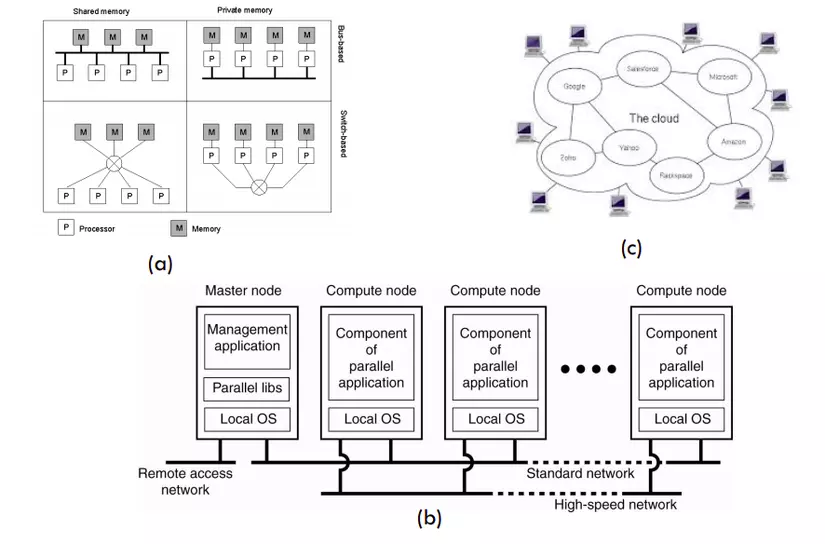 Shared memory
Private memory
M M M
M M M M
P P P P
P P P P
Bus-based
M M M
M M M M
P P P P
P P P P
Switch-based
P Processor
M Memory
(a)
Google
Salesforce
Microsoft
The cloud
Zoho
Yahoo
Amazon
Rackspace
(c)
Master node
Compute node
Compute node
Compute node
Management
application
Parallel libs
Local OS
Component
of
parallel
application
Local OS
Component
of
parallel
application
Local OS
Component
of
parallel
application
Local OS
Remote access
network
Standard network
High-speed network
(b)